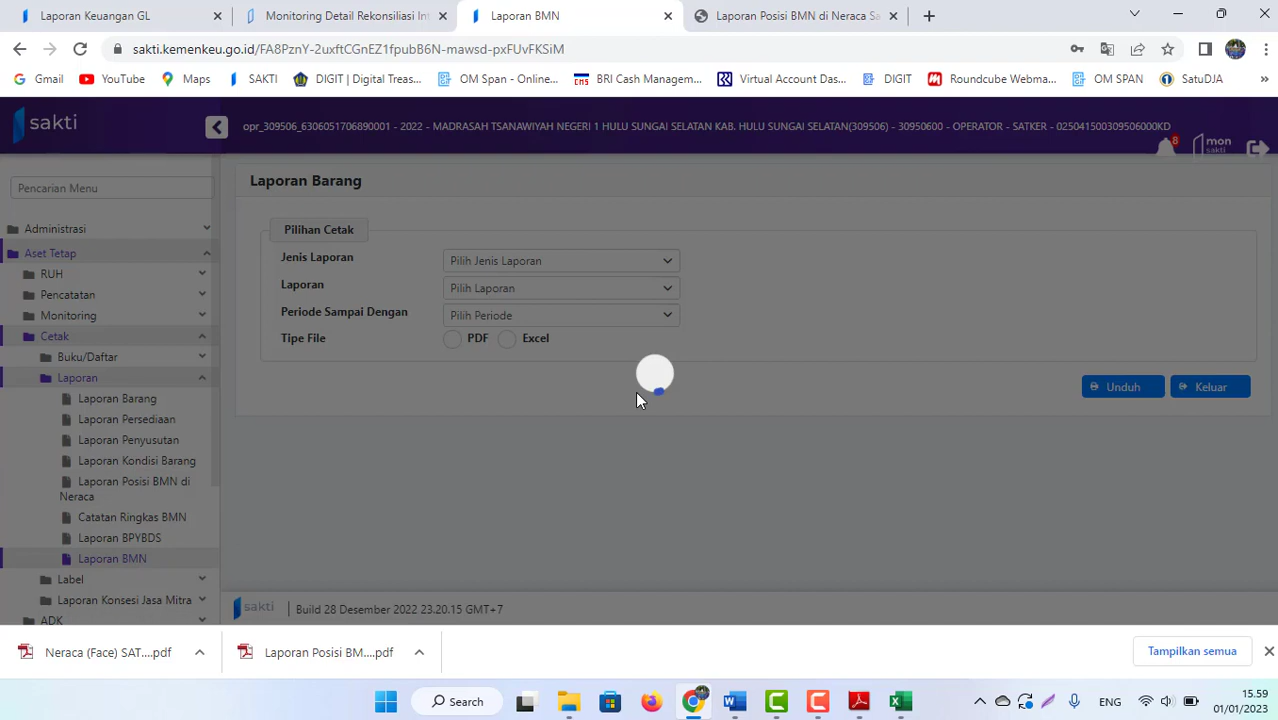 Laporan Keuangan GL
Monitoring Detail Rekonsiliasi Int
Laporan BMN
Laporan Posisi BMN di Neraca Sa
sakti.kemenkeu.go.id/FA8PznY-2uxftCGnEZ1fpubB6N-mawsd-pxFUvFKSiM
Gmail YouTube Maps SAKTI DIGIT | Digital Treas... OM Span - Online... BRI Cash Managem... Virtual Account Das... DIGIT Roundcube Webma... OM SPAN SatuDJA
sakti
opr_309506_6306051706890001 - 2022 - MADRASAH TSANAWIYAH NEGERI 1 HULU SUNGAI SELATAN KAB. HULU SUNGAI SELATAN(309506) - 30950600 - OPERATOR - SATKER - 025041500309506000KD
8
mon
sakti
Pencarian Menu
Administrasi
Aset Tetap
RUH
Pencatatan
Monitoring
Cetak
Buku/Daftar
Laporan
Laporan Barang
Laporan Persediaan
Laporan Penyusutan
Laporan Kondisi Barang
Laporan Posisi BMN di
Neraca
Catatan Ringkas BMN
Laporan BPYBDS
Laporan BMN
Label
Laporan Konsesi Jasa Mitra
ADK
Laporan Barang
Pilihan Cetak
Jenis Laporan Pilih Jenis Laporan
Laporan Pilih Laporan
Periode Sampai Dengan Pilih Periode
Tipe File PDF Excel
Unduh Keluar
sakti | Build 28 Desember 2022 23.20.15 GMT+7
Neraca (Face) SAT....pdf
Laporan Posisi BM....pdf
Tampilkan semua
Search
ENG
15.59
01/01/2023